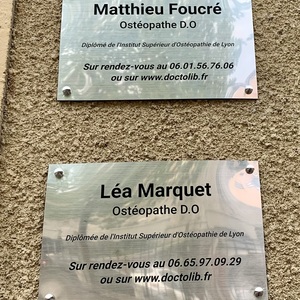 Matthieu Foucré
Ostéopathe D.O
Diplômé de l'Institut Supérieur d'Ostéopathie de Lyon
Sur rendez-vous au 06.01.56.76.06
ou sur www.doctolib.fr
Léa Marquet
Ostéopathe D.O
Diplômée de l'Institut Supérieur d'Ostéopathie de Lyon
Sur rendez-vous au 06.65.97.09.29
ou sur www.doctolib.fr